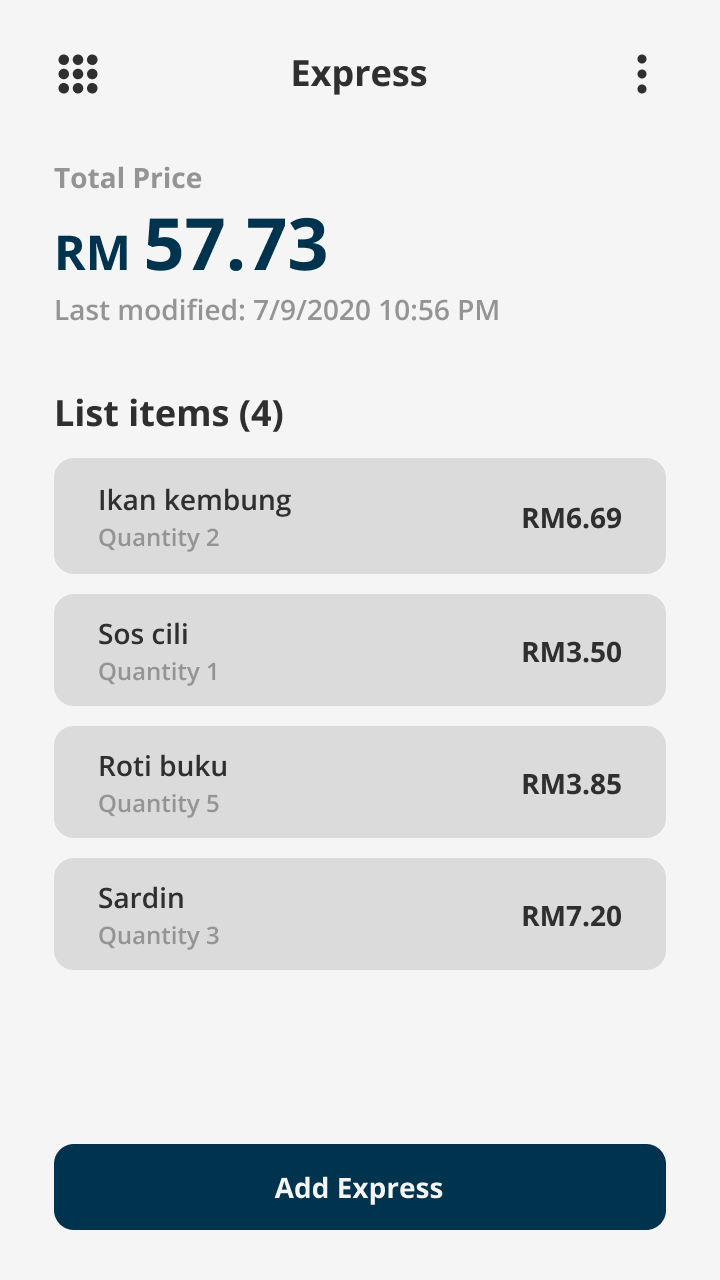 Express
Total Price
RM 57.73
Last modified: 7/9/2020 10:56 PM
List items (4)
Ikan kembung
Quantity 2
RM6.69
Sos cili
Quantity 1
RM3.50
Roti buku
Quantity 5
RM3.85
Sardin
Quantity 3
RM7.20
Add Express